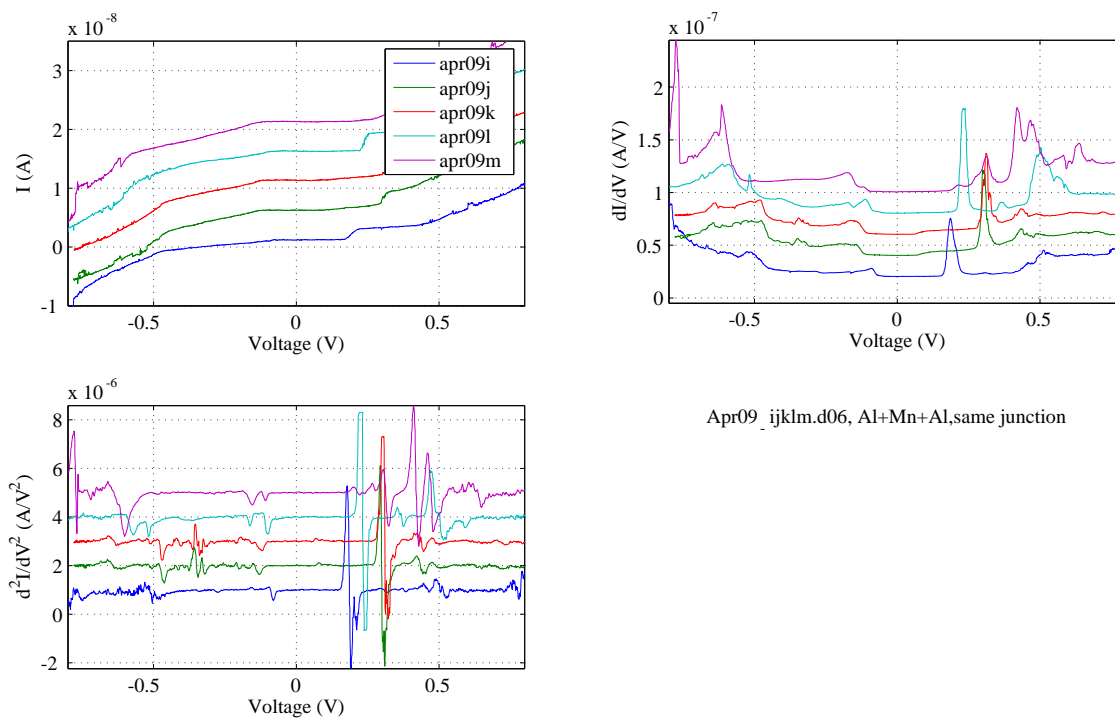 x 10^-8
I (A)
3
2
1
0
-1
-0.5
0
0.5
Voltage (V)
apr09i
apr09j
apr09k
apr09l
apr09m
x 10^-7
dI/dV (A/V)
2
1.5
1
0.5
0
-0.5
0
0.5
Voltage (V)
x 10^-6
d^2I/dV^2 (A/V^2)
8
6
4
2
0
-2
-0.5
0
0.5
Voltage (V)
Apr09_ijklm.d06, Al+Mn+Al,same junction